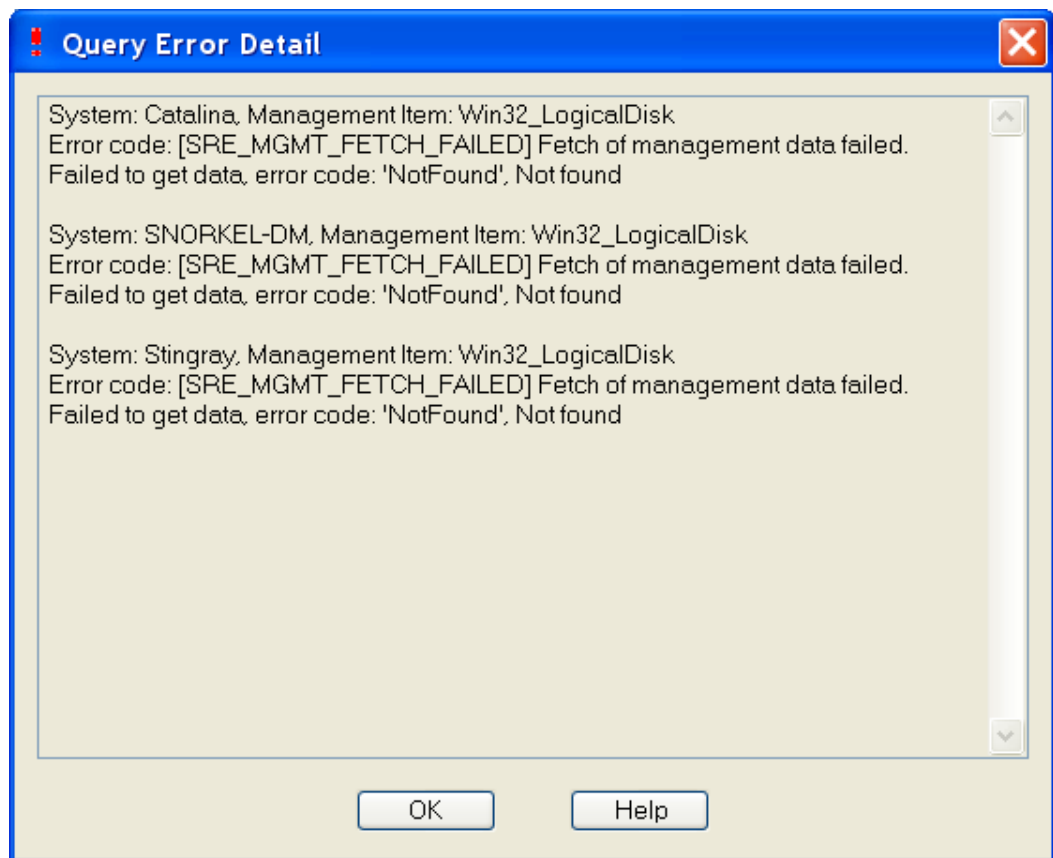 Query Error Detail
System: Catalina, Management Item: Win32_LogicalDisk
Error code: [SRE_MGMT_FETCH_FAILED] Fetch of management data failed.
Failed to get data, error code: 'NotFound', Not found
System: SNORKEL-DM, Management Item: Win32_LogicalDisk
Error code: [SRE_MGMT_FETCH_FAILED] Fetch of management data failed.
Failed to get data, error code: 'NotFound', Not found
System: Stingray, Management Item: Win32_LogicalDisk
Error code: [SRE_MGMT_FETCH_FAILED] Fetch of management data failed.
Failed to get data, error code: 'NotFound', Not found
OK
Help